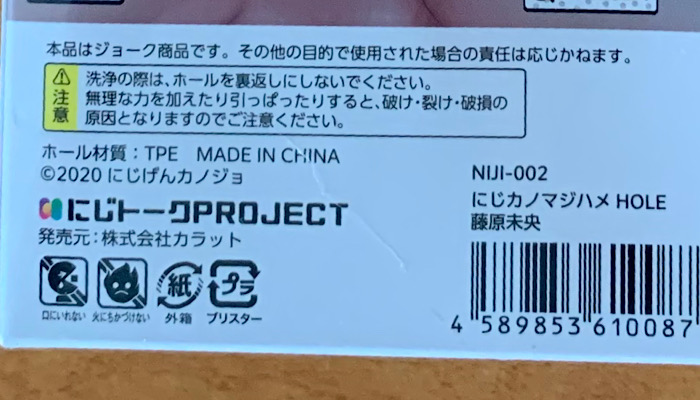 本品はジョーク商品です。その他の目的で使用された場合の責任は応じかねます。
注意
洗浄の際は、ホールを裏返しにしないでください。
無理な力を加えたり引っぱったりすると、破け・裂け・破損の
原因となりますのでご注意ください。
ホール材質：TPE MADE IN CHINA
©2020 にじげんカノジョ
にじトークPROJECT
発売元：株式会社カラット
口にいれない 火にちかづけない 紙 外箱 プラ ブリスター
NIJI-002
にじカノマジハメ HOLE
藤原未央
4 589853 610087